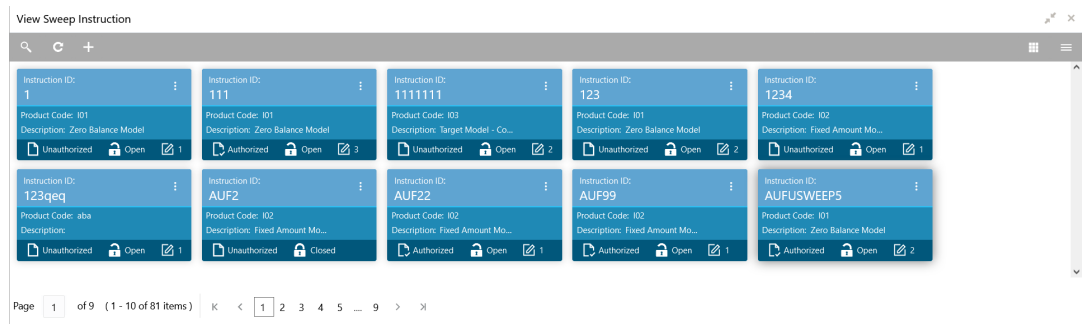 View Sweep Instruction
Instruction ID:
1
Product Code: I01
Description: Zero Balance Model
Unauthorized Open 1
Instruction ID:
111
Product Code: I01
Description: Zero Balance Model
Authorized Open 3
Instruction ID:
1111111
Product Code: I03
Description: Target Model - Co...
Unauthorized Open 2
Instruction ID:
123
Product Code: I01
Description: Zero Balance Model
Unauthorized Open 2
Instruction ID:
1234
Product Code: I02
Description: Fixed Amount Mo...
Unauthorized Open 1
Instruction ID:
123qeq
Product Code: aba
Description:
Unauthorized Open 1
Instruction ID:
AUF2
Product Code: I02
Description: Fixed Amount Mo...
Unauthorized Closed
Instruction ID:
AUF22
Product Code: I02
Description: Fixed Amount Mo...
Authorized Open 1
Instruction ID:
AUF99
Product Code: I02
Description: Fixed Amount Mo...
Authorized Open 1
Instruction ID:
AUFUSWEEP5
Product Code: I01
Description: Zero Balance Model
Authorized Open 2
Page 1 of 9 ( 1 - 10 of 81 items ) 1 2 3 4 5 .... 9